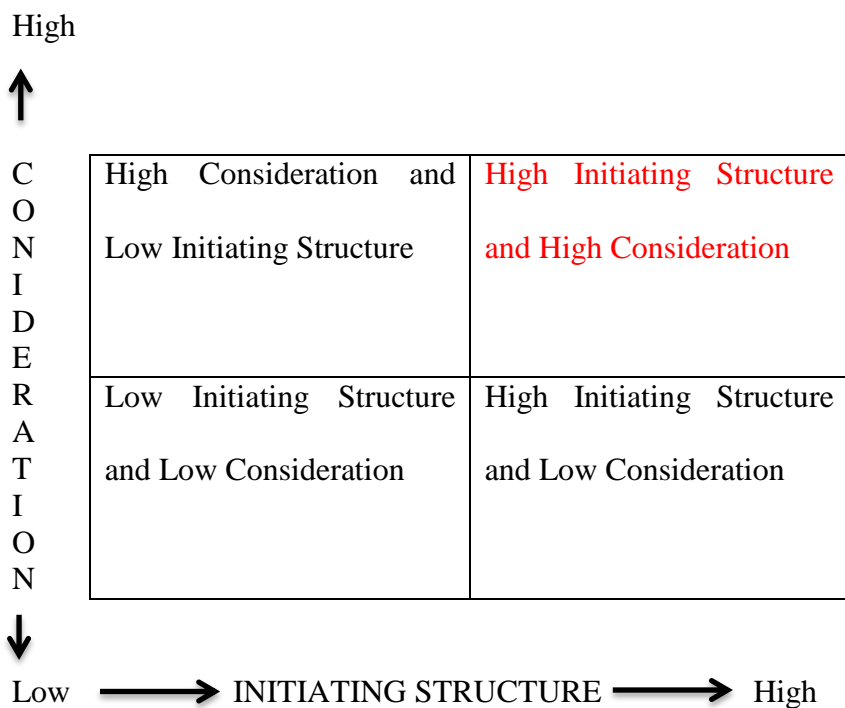 High
CONIDERATION
High Consideration and
Low Initiating Structure
High Initiating Structure
and High Consideration
Low Initiating Structure
and Low Consideration
High Initiating Structure
and Low Consideration
Low INITIATING STRUCTURE High